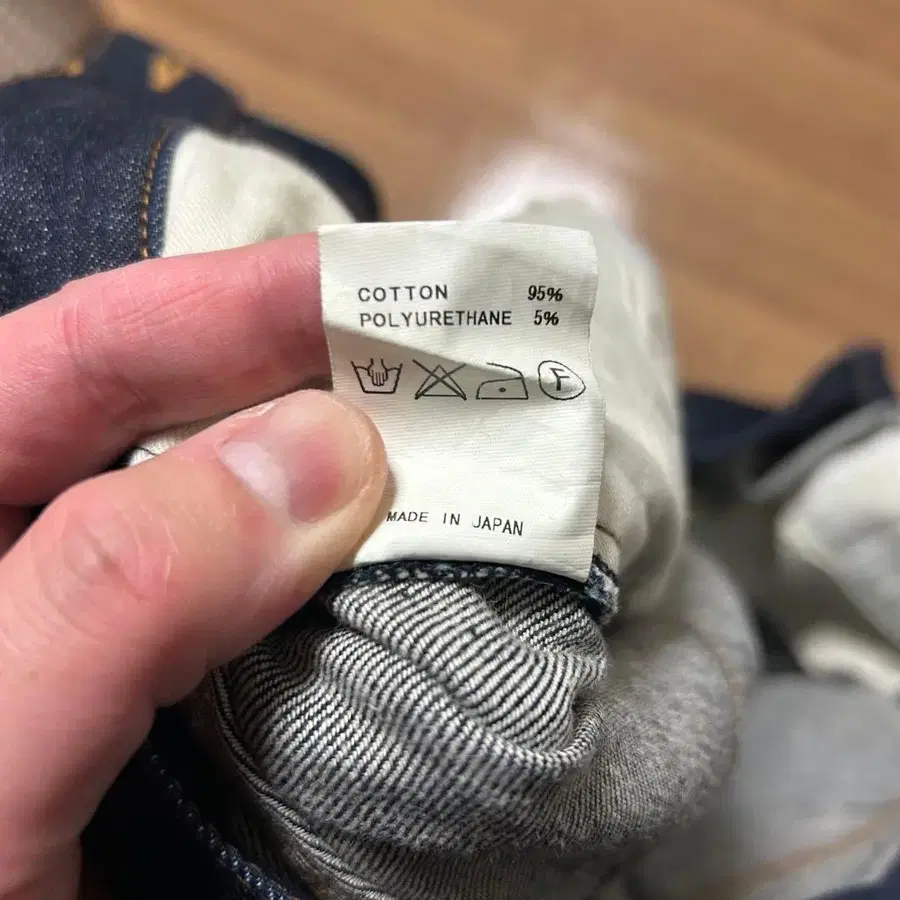 COTTON 95%
POLYURETHANE 5%
F
MADE IN JAPAN